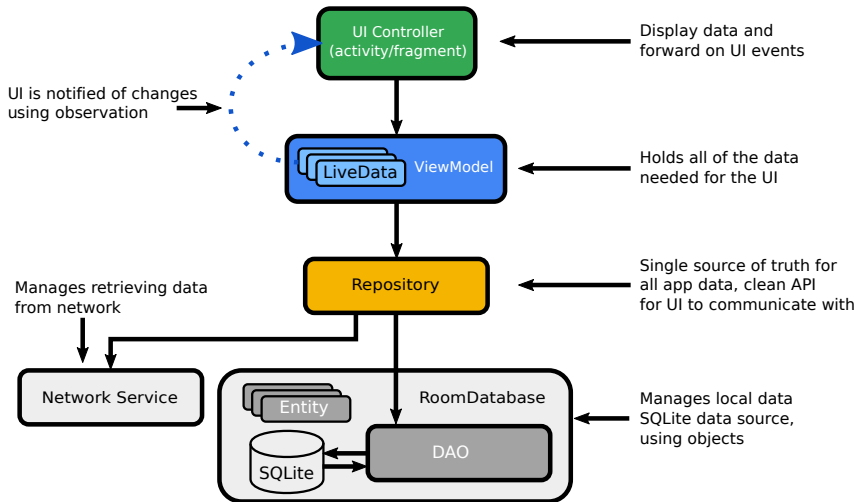 UI Controller
(activity/fragment)
Display data and
forward on UI events
UI is notified of changes
using observation
LiveData
ViewModel
Holds all of the data
needed for the UI
Repository
Single source of truth for
all app data, clean API
for UI to communicate with
Manages retrieving data
from network
Network Service
Entity
RoomDatabase
SQLite
DAO
Manages local data
SQLite data source,
using objects